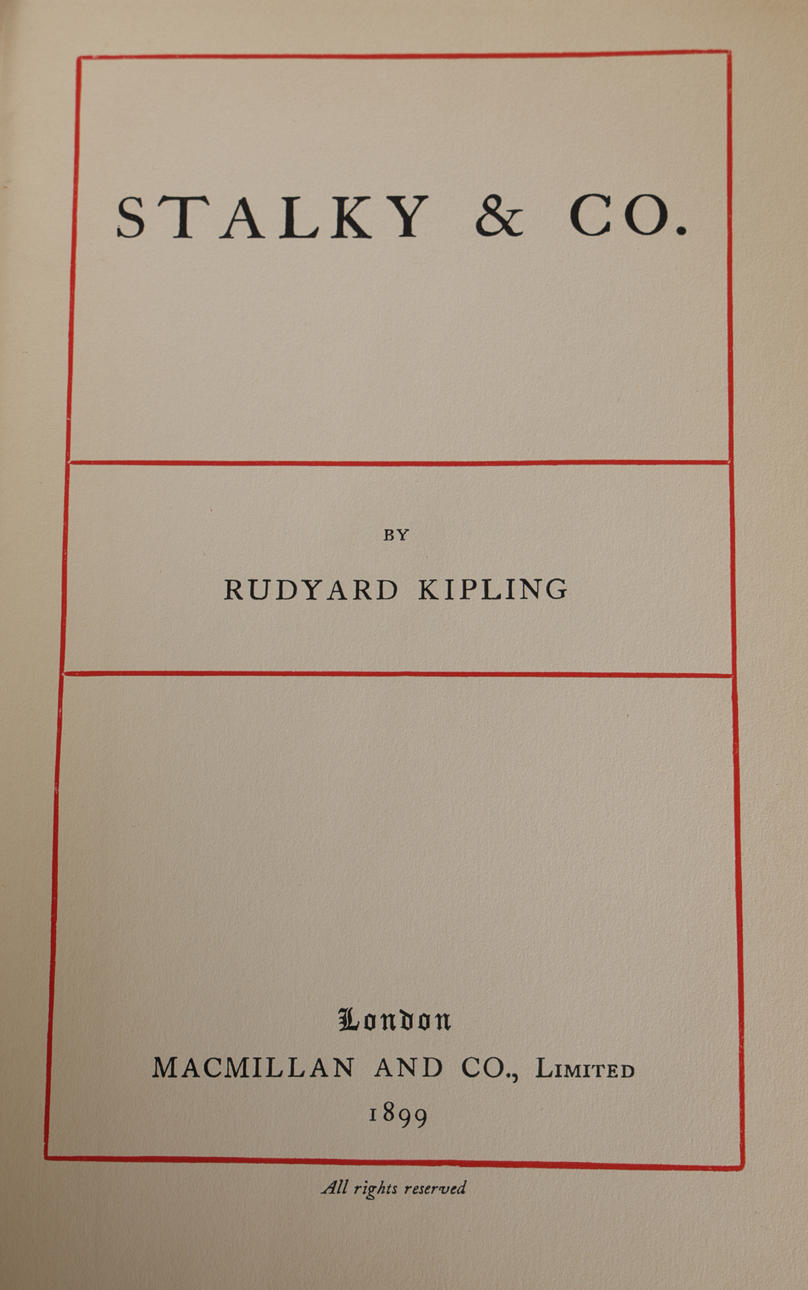 STALKY & CO.
BY
RUDYARD KIPLING
London
MACMILLAN AND CO., LIMITED
1899
All rights reserved